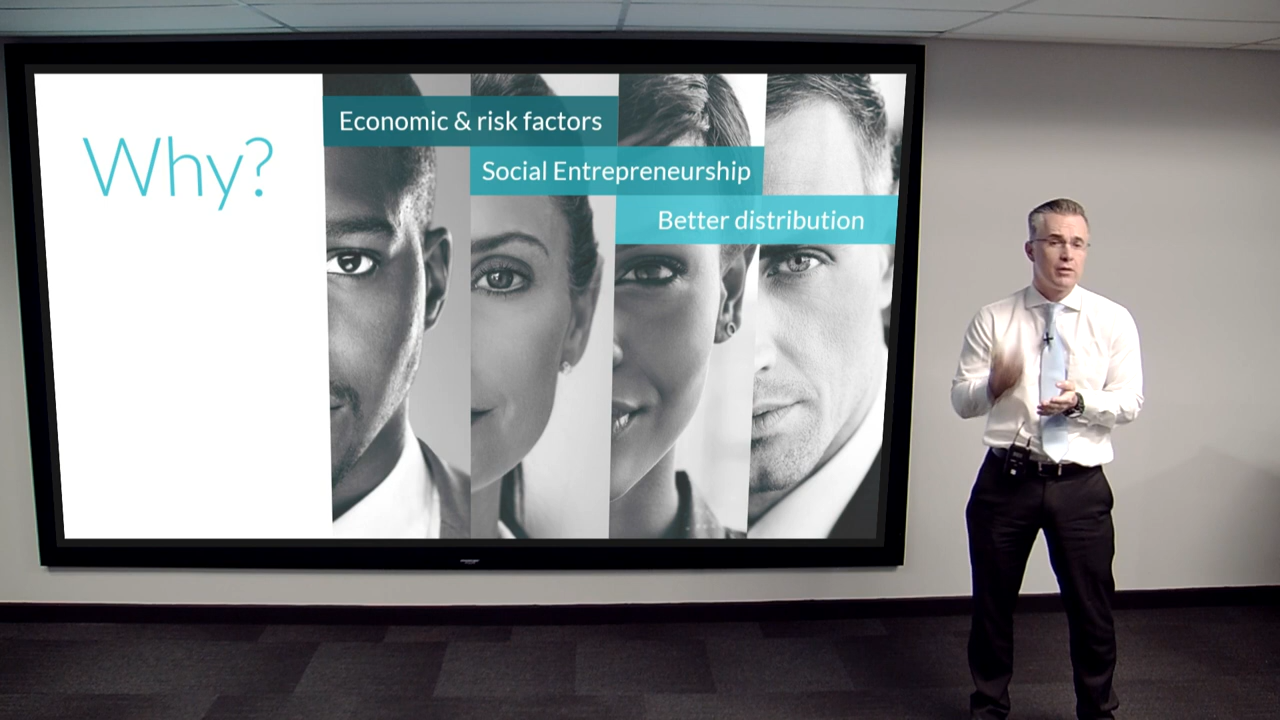 Why?
Economic & risk factors
Social Entrepreneurship
Better distribution